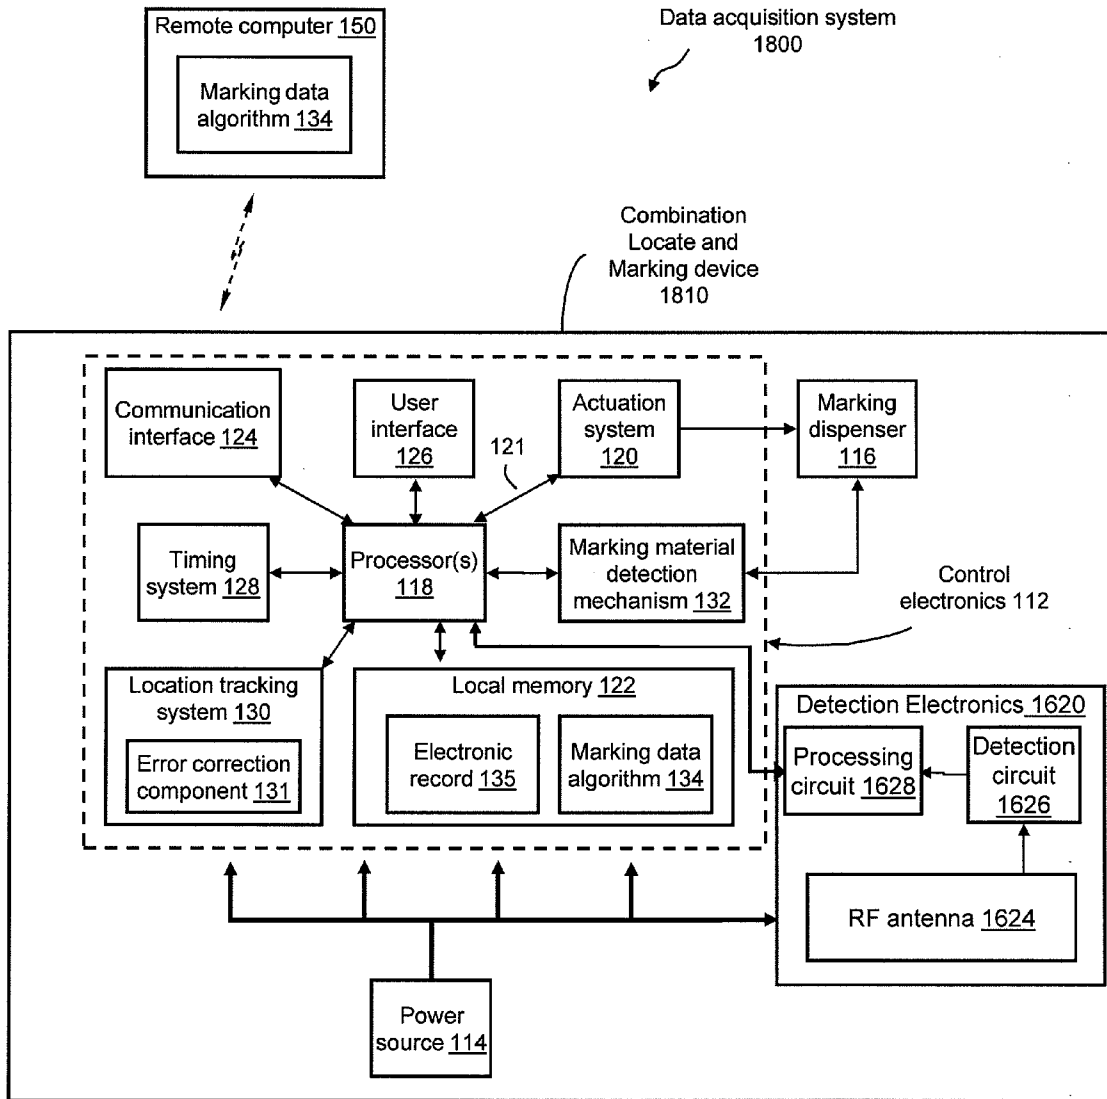 Remote computer 150
Marking data
algorithm 134
Data acquisition system
1800
Combination
Locate and
Marking device
1810
Communication
interface 124
User
interface
126
Actuation
system
120
Marking
dispenser
116
121
Timing
system 128
Processor(s)
118
Marking material
detection
mechanism 132
Control
electronics 112
Location tracking
system 130
Error correction
component 131
Local memory 122
Electronic
record 135
Marking data
algorithm 134
Detection Electronics 1620
Processing
circuit 1628
Detection
circuit
1626
RF antenna 1624
Power
source 114